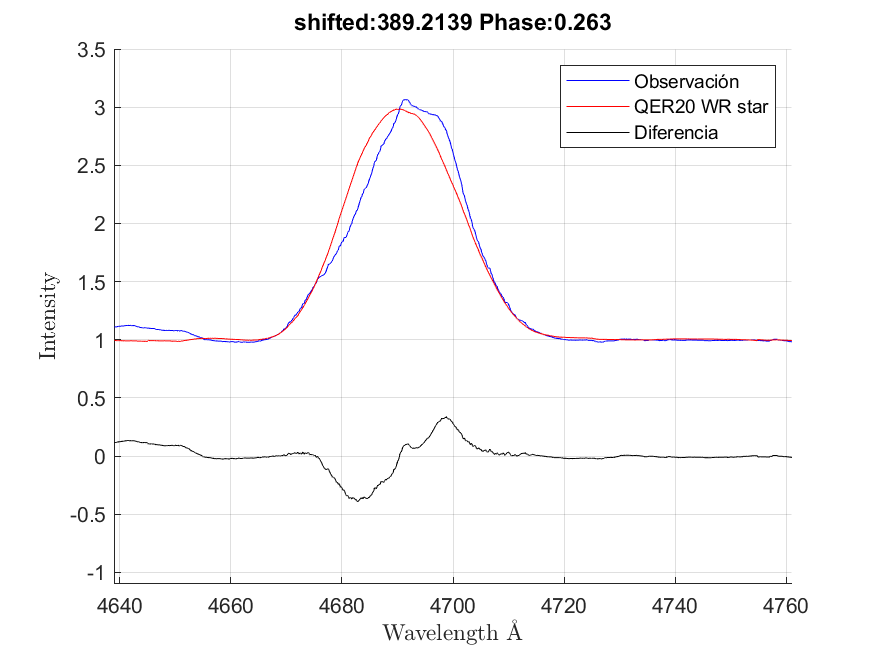 shifted:389.2139 Phase:0.263
3.5
3
2.5
2
1.5
1
0.5
0
-0.5
-1
Intensity
Observación
QER20 WR star
Diferencia
4640 4660 4680 4700 4720 4740 4760
Wavelength Å